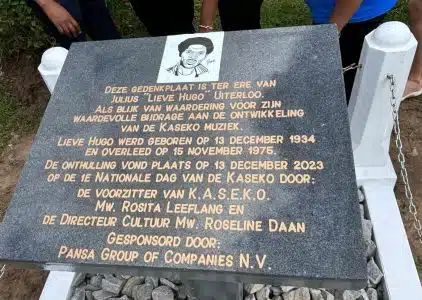 Deze gedenkplaat is ter ere van
Julius "Lieve Hugo" Uiterloo.
Als blijk van waardering voor zijn
waardevolle bijdrage aan de ontwikkeling
van de Kaseko muziek.
Lieve Hugo werd geboren op 13 december 1934
en overleed op 15 november 1975.
De onthulling vond plaats op 13 december 2023
op de 1e Nationale dag van de Kaseko door:
de voorzitter van K.A.S.E.K.O.
Mw. Rosita Leeflang en
de Directeur Cultuur Mw. Roseline Daan
Gesponsord door:
Pansa Group of Companies N.V